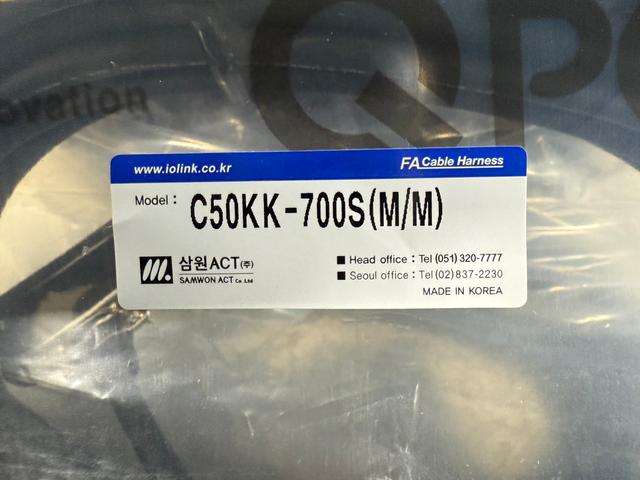 QP
ovation
www.iolink.co.kr
FA Cable Harness
Model : C50KK-700S(M/M)
삼원ACT(주)
SAMWON ACT Co.,Ltd
■ Head office : Tel (051) 320-7777
■ Seoul office : Tel (02) 837-2230
MADE IN KOREA